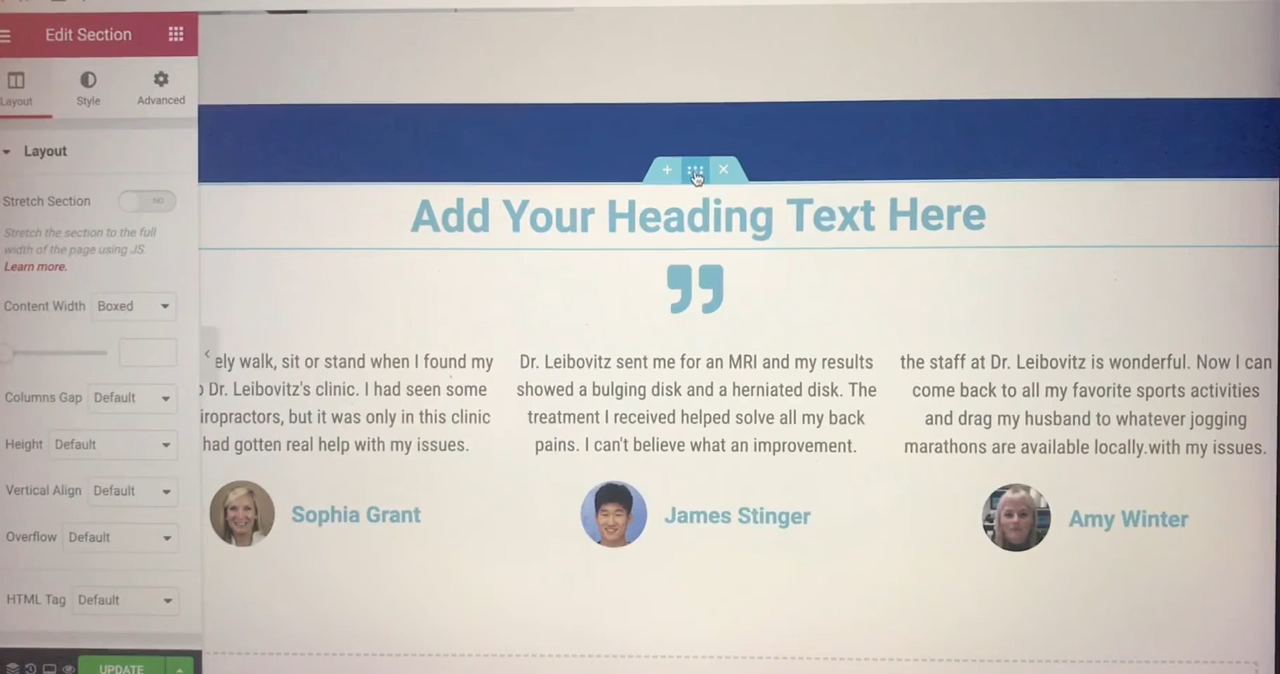 Edit Section
Layout
Style
Advanced
Layout
Stretch Section
NO
Stretch the section to the full
width of the page using JS.
Learn more.
Content Width Boxed
Columns Gap Default
Height Default
Vertical Align Default
Overflow Default
HTML Tag Default
UPDATE
Add Your Heading Text Here
ely walk, sit or stand when I found my
Dr. Leibovitz's clinic. I had seen some
iropractors, but it was only in this clinic
had gotten real help with my issues.
Sophia Grant
Dr. Leibovitz sent me for an MRI and my results
showed a bulging disk and a herniated disk. The
treatment I received helped solve all my back
pains. I can't believe what an improvement.
James Stinger
the staff at Dr. Leibovitz is wonderful. Now I can
come back to all my favorite sports activities
and drag my husband to whatever jogging
marathons are available locally.with my issues.
Amy Winter